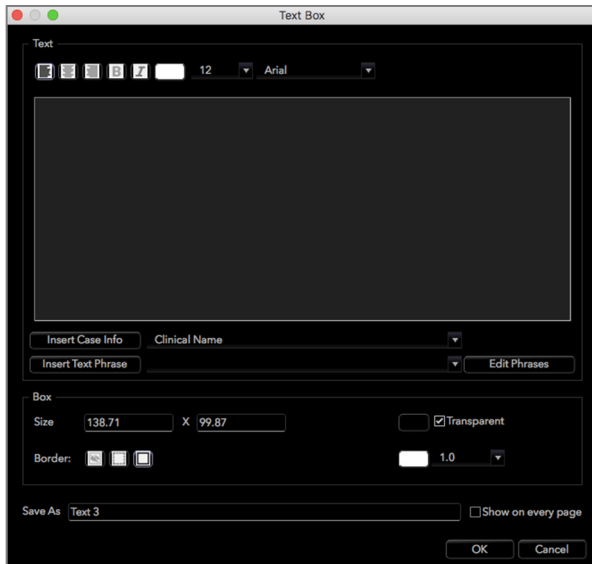 Text Box
Text
B I 12 Arial
Insert Case Info Clinical Name
Insert Text Phrase Edit Phrases
Box
Size 138.71 X 99.87 Transparent
Border: 1.0
Save As Text 3 Show on every page
OK Cancel